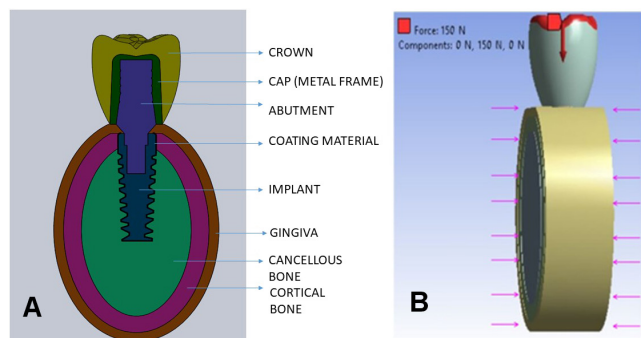 CROWN
CAP (METAL FRAME)
ABUTMENT
COATING MATERIAL
IMPLANT
GINGIVA
CANCELLOUS
BONE
CORTICAL
BONE
A
Force: 150 N
Components: 0 N, 150 N, 0 N
B